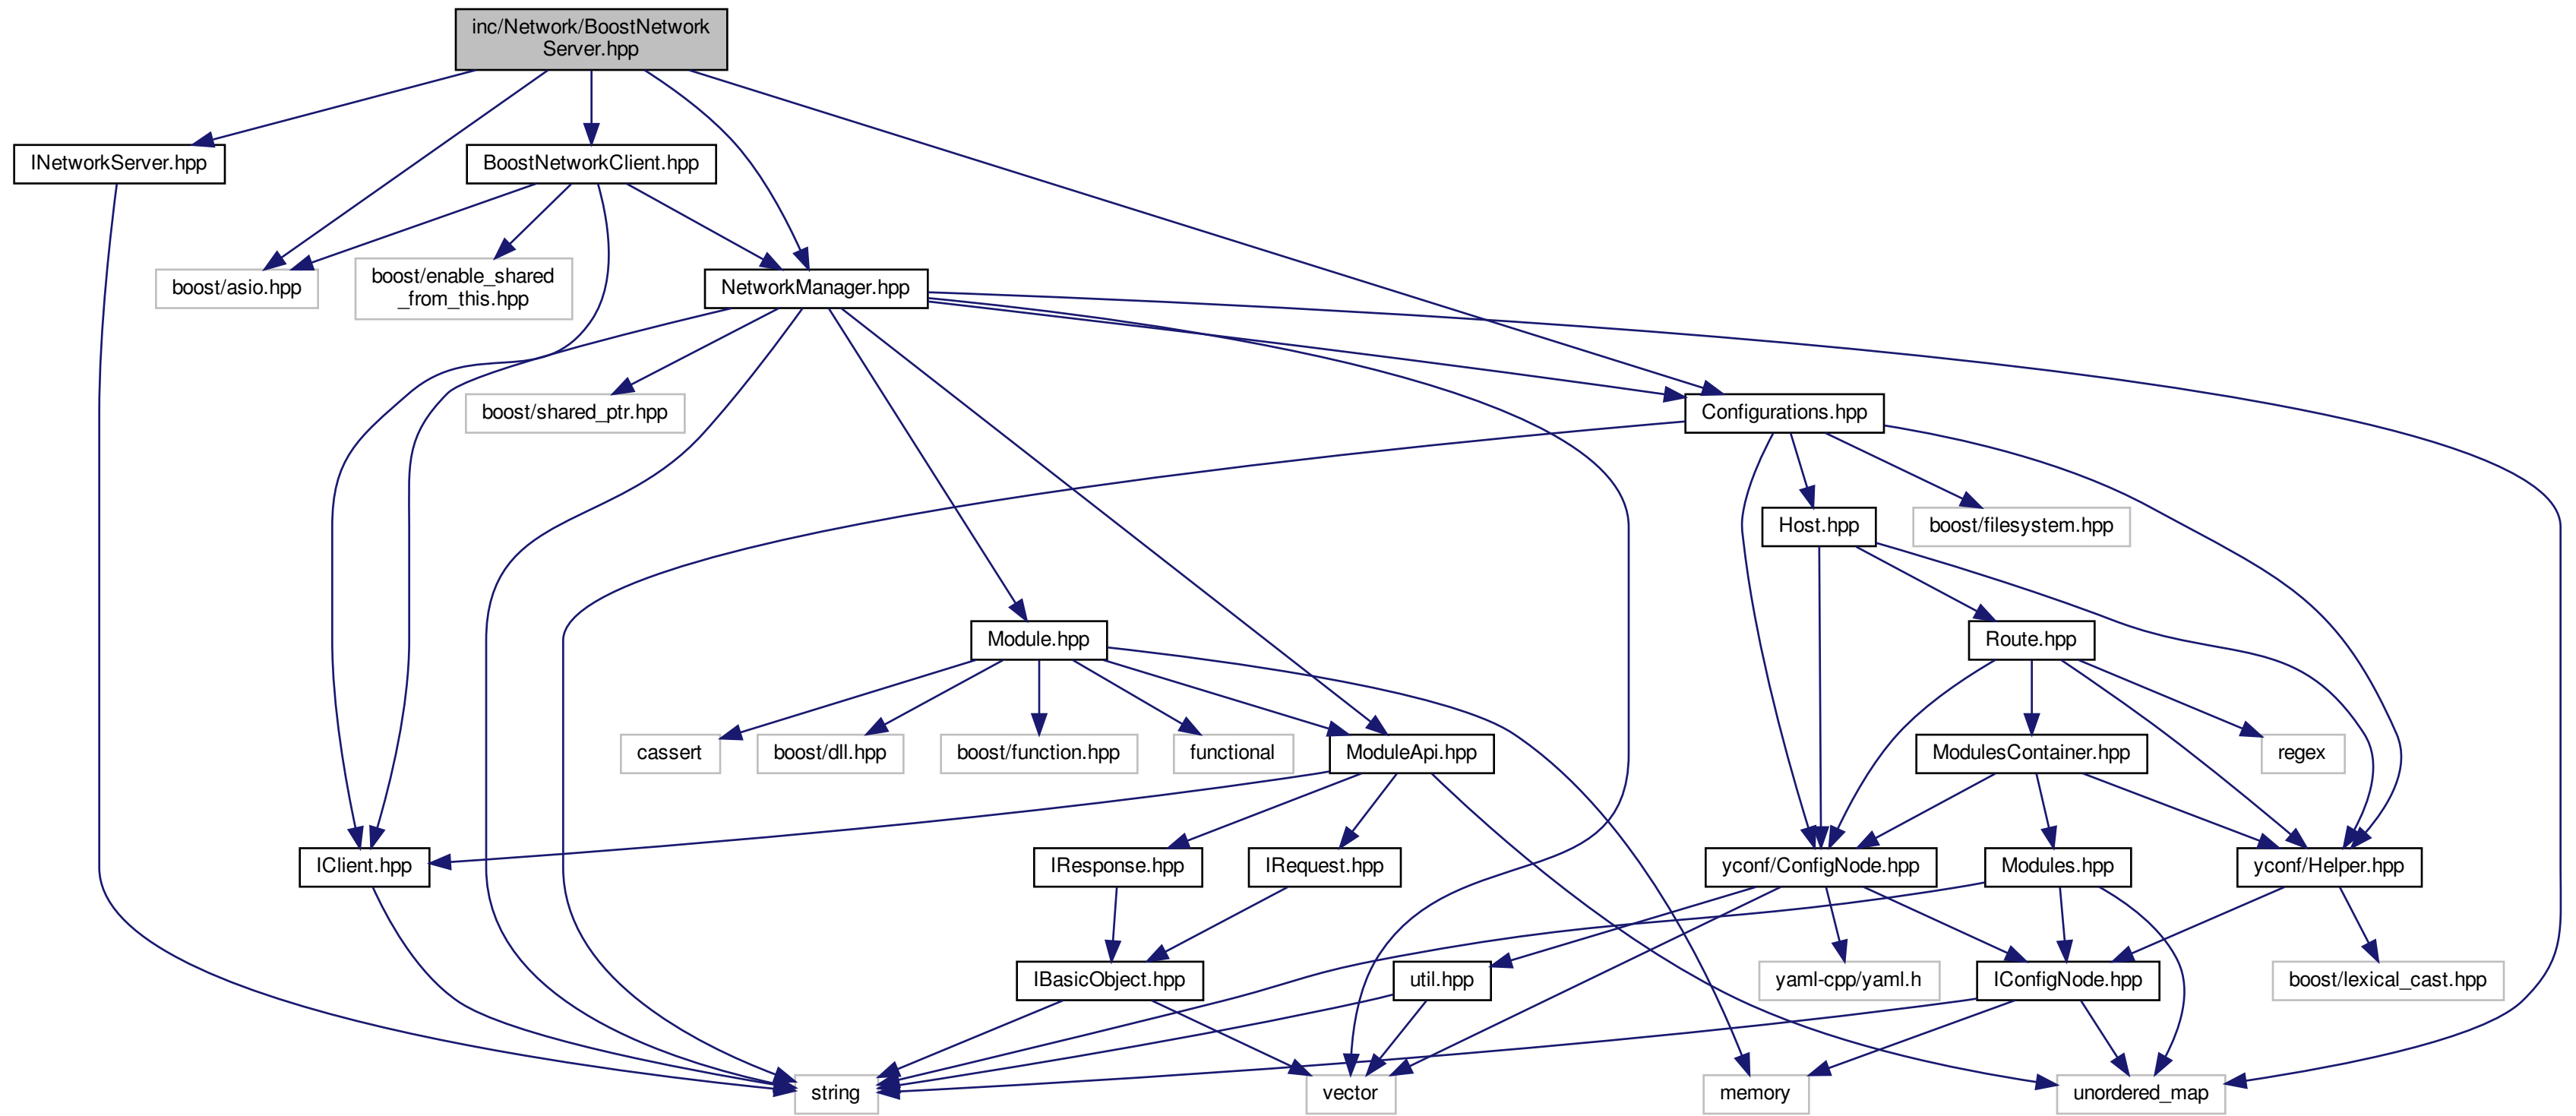 inc/Network/BoostNetwork
Server.hpp
INetworkServer.hpp
BoostNetworkClient.hpp
boost/asio.hpp
boost/enable_shared
_from_this.hpp
NetworkManager.hpp
boost/shared_ptr.hpp
Configurations.hpp
Host.hpp
boost/filesystem.hpp
Module.hpp
Route.hpp
cassert
boost/dll.hpp
boost/function.hpp
functional
ModuleApi.hpp
ModulesContainer.hpp
regex
IClient.hpp
IResponse.hpp
IRequest.hpp
yconf/ConfigNode.hpp
Modules.hpp
yconf/Helper.hpp
IBasicObject.hpp
util.hpp
yaml-cpp/yaml.h
IConfigNode.hpp
boost/lexical_cast.hpp
string
vector
memory
unordered_map